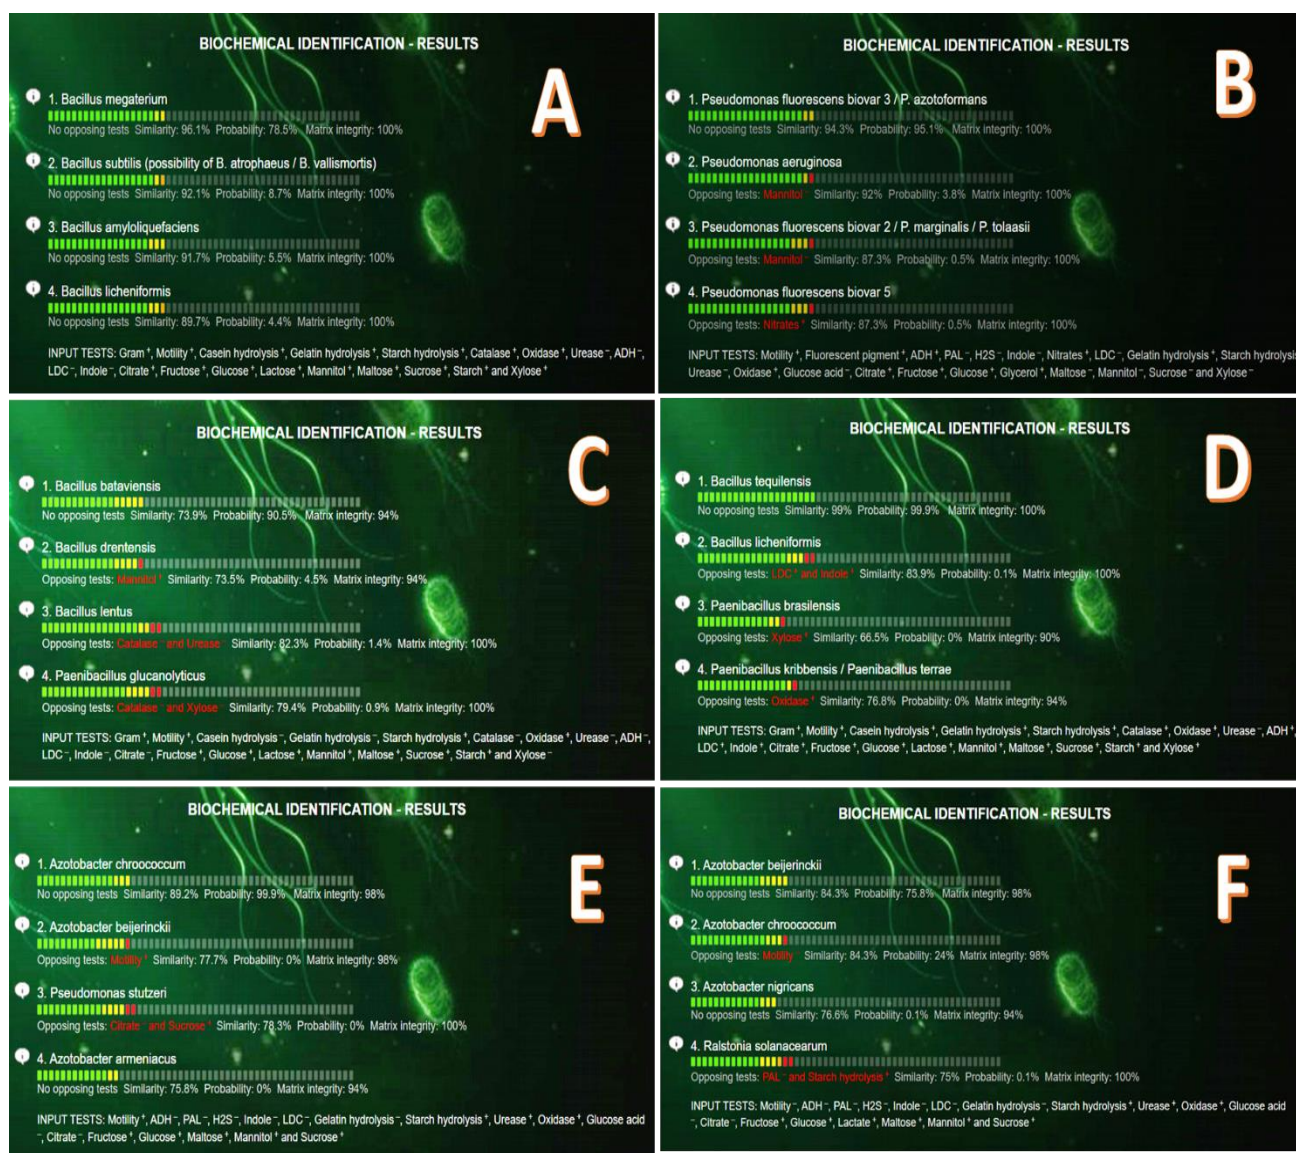 BIOCHEMICAL IDENTIFICATION - RESULTS
A
1. Bacillus megaterium
No opposing tests Similarity: 96.1% Probability: 78.5% Matrix integrity: 100%
2. Bacillus subtilis (possibility of B. atrophaeus / B. vallismortis)
No opposing tests Similarity: 92.1% Probability: 8.7% Matrix integrity: 100%
3. Bacillus amyloliquefaciens
No opposing tests Similarity: 91.7% Probability: 5.5% Matrix integrity: 100%
4. Bacillus licheniformis
No opposing tests Similarity: 89.7% Probability: 4.4% Matrix integrity: 100%
INPUT TESTS: Gram⁺, Motility⁺, Casein hydrolysis⁺, Gelatin hydrolysis⁺, Starch hydrolysis⁺, Catalase⁺, Oxidase⁺, Urease⁻, ADH⁻,
LDC⁻, Indole⁻, Citrate⁺, Fructose⁺, Glucose⁺, Lactose⁺, Mannitol⁺, Maltose⁺, Sucrose⁺, Starch⁺ and Xylose⁺
BIOCHEMICAL IDENTIFICATION - RESULTS
B
1. Pseudomonas fluorescens biovar 3 / P. azotoformans
No opposing tests Similarity: 94.3% Probability: 95.1% Matrix integrity: 100%
2. Pseudomonas aeruginosa
Opposing tests: Mannitol⁻ Similarity: 92% Probability: 3.8% Matrix integrity: 100%
3. Pseudomonas fluorescens biovar 2 / P. marginalis / P. tolaasii
Opposing tests: Mannitol⁻ Similarity: 87.3% Probability: 0.5% Matrix integrity: 100%
4. Pseudomonas fluorescens biovar 5
Opposing tests: Nitrates⁺ Similarity: 87.3% Probability: 0.5% Matrix integrity: 100%
INPUT TESTS: Motility⁺, Fluorescent pigment⁺, ADH⁺, PAL⁻, H2S⁻, Indole⁻, Nitrates⁺, LDC⁻, Gelatin hydrolysis⁺, Starch hydrolysis
Urease⁻, Oxidase⁺, Glucose acid⁻, Citrate⁺, Fructose⁺, Glucose⁺, Glycerol⁺, Maltose⁻, Mannitol⁻, Sucrose⁻ and Xylose⁻
BIOCHEMICAL IDENTIFICATION - RESULTS
C
1. Bacillus bataviensis
No opposing tests Similarity: 73.9% Probability: 90.5% Matrix integrity: 94%
2. Bacillus drentensis
Opposing tests: Mannitol⁺ Similarity: 73.5% Probability: 4.5% Matrix integrity: 94%
3. Bacillus lentus
Opposing tests: Catalase⁻ and Urease⁻ Similarity: 82.3% Probability: 1.4% Matrix integrity: 100%
4. Paenibacillus glucanolyticus
Opposing tests: Catalase⁻ and Xylose⁻ Similarity: 79.4% Probability: 0.9% Matrix integrity: 100%
INPUT TESTS: Gram⁺, Motility⁺, Casein hydrolysis⁻, Gelatin hydrolysis⁻, Starch hydrolysis⁺, Catalase⁻, Oxidase⁺, Urease⁻, ADH⁻,
LDC⁻, Indole⁻, Citrate⁻, Fructose⁺, Glucose⁺, Lactose⁺, Mannitol⁺, Maltose⁺, Sucrose⁺, Starch⁺ and Xylose⁻
BIOCHEMICAL IDENTIFICATION - RESULTS
D
1. Bacillus tequilensis
No opposing tests Similarity: 99% Probability: 99.9% Matrix integrity: 100%
2. Bacillus licheniformis
Opposing tests: LDC⁺ and Indole⁺ Similarity: 83.9% Probability: 0.1% Matrix integrity: 100%
3. Paenibacillus brasilensis
Opposing tests: Xylose⁺ Similarity: 66.5% Probability: 0% Matrix integrity: 90%
4. Paenibacillus kribbensis / Paenibacillus terrae
Opposing tests: Oxidase⁺ Similarity: 76.8% Probability: 0% Matrix integrity: 94%
INPUT TESTS: Gram⁺, Motility⁺, Casein hydrolysis⁺, Gelatin hydrolysis⁺, Starch hydrolysis⁺, Catalase⁺, Oxidase⁺, Urease⁻, ADH⁺,
LDC⁺, Indole⁺, Citrate⁺, Fructose⁺, Glucose⁺, Lactose⁺, Mannitol⁺, Maltose⁺, Sucrose⁺, Starch⁺ and Xylose⁺
BIOCHEMICAL IDENTIFICATION - RESULTS
E
1. Azotobacter chroococcum
No opposing tests Similarity: 89.2% Probability: 99.9% Matrix integrity: 98%
2. Azotobacter beijerinckii
Opposing tests: Motility⁺ Similarity: 77.7% Probability: 0% Matrix integrity: 98%
3. Pseudomonas stutzeri
Opposing tests: Citrate⁻ and Sucrose⁺ Similarity: 78.3% Probability: 0% Matrix integrity: 100%
4. Azotobacter armeniacus
No opposing tests Similarity: 75.8% Probability: 0% Matrix integrity: 94%
INPUT TESTS: Motility⁺, ADH⁻, PAL⁻, H2S⁻, Indole⁻, LDC⁻, Gelatin hydrolysis⁻, Starch hydrolysis⁺, Urease⁺, Oxidase⁺, Glucose acid
⁻, Citrate⁻, Fructose⁺, Glucose⁺, Maltose⁺, Mannitol⁺ and Sucrose⁺
BIOCHEMICAL IDENTIFICATION - RESULTS
F
1. Azotobacter beijerinckii
No opposing tests Similarity: 84.3% Probability: 75.8% Matrix integrity: 98%
2. Azotobacter chroococcum
Opposing tests: Motility⁻ Similarity: 84.3% Probability: 24% Matrix integrity: 98%
3. Azotobacter nigricans
No opposing tests Similarity: 76.6% Probability: 0.1% Matrix integrity: 94%
4. Ralstonia solanacearum
Opposing tests: PAL⁻ and Starch hydrolysis⁺ Similarity: 75% Probability: 0.1% Matrix integrity: 100%
INPUT TESTS: Motility⁻, ADH⁻, PAL⁻, H2S⁻, Indole⁻, LDC⁻, Gelatin hydrolysis⁻, Starch hydrolysis⁺, Urease⁺, Oxidase⁺, Glucose acid
⁻, Citrate⁻, Fructose⁺, Glucose⁺, Lactate⁺, Maltose⁺, Mannitol⁺ and Sucrose⁺